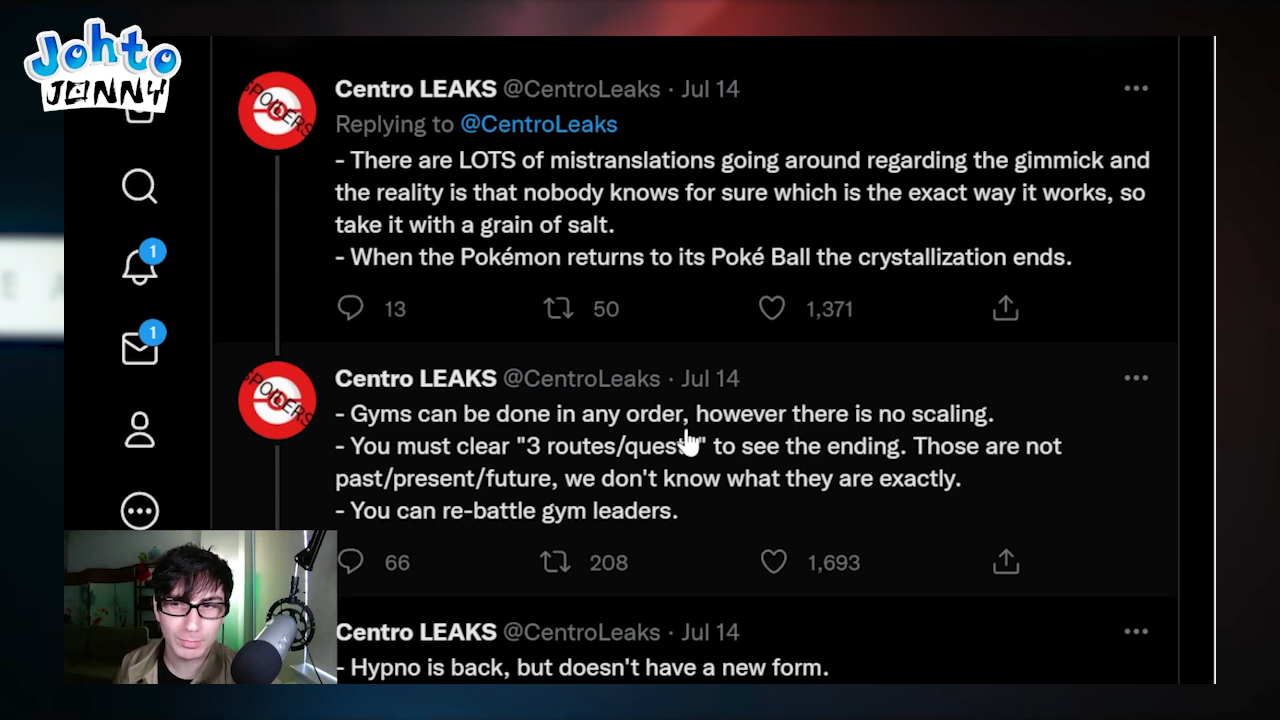 Johto
JONNY
Centro LEAKS @CentroLeaks · Jul 14
Replying to @CentroLeaks
- There are LOTS of mistranslations going around regarding the gimmick and
the reality is that nobody knows for sure which is the exact way it works, so
take it with a grain of salt.
- When the Pokémon returns to its Poké Ball the crystallization ends.
13 50 1,371
SPOILERS
1
1
Centro LEAKS @CentroLeaks · Jul 14
- Gyms can be done in any order, however there is no scaling.
- You must clear "3 routes/quests" to see the ending. Those are not
past/present/future, we don't know what they are exactly.
- You can re-battle gym leaders.
66 208 1,693
SPOILERS
Centro LEAKS @CentroLeaks · Jul 14
- Hypno is back, but doesn't have a new form.